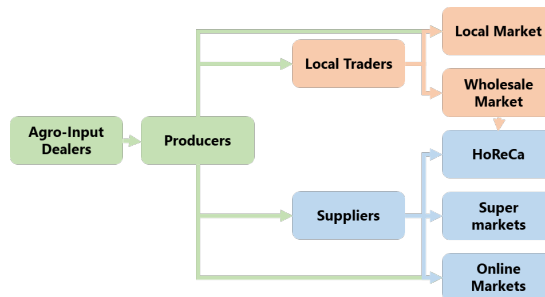 Local Market
Local Traders
Wholesale
Market
Agro-Input
Dealers
Producers
HoReCa
Suppliers
Super
markets
Online
Markets